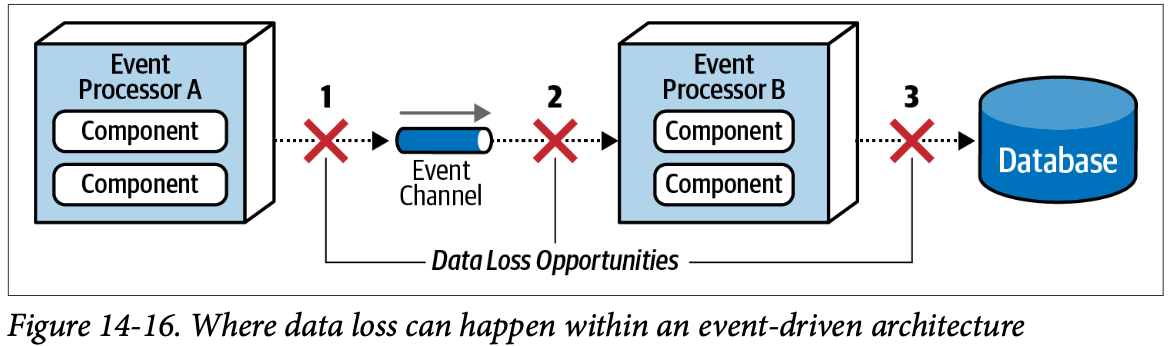 Event
Processor A
Component
Component
1
Event
Channel
2
Event
Processor B
Component
Component
3
Database
Data Loss Opportunities
Figure 14-16. Where data loss can happen within an event-driven architecture